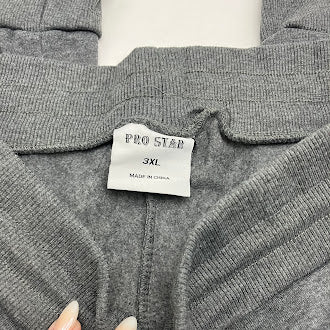 PRO STAR
3XL
MADE IN CHINA